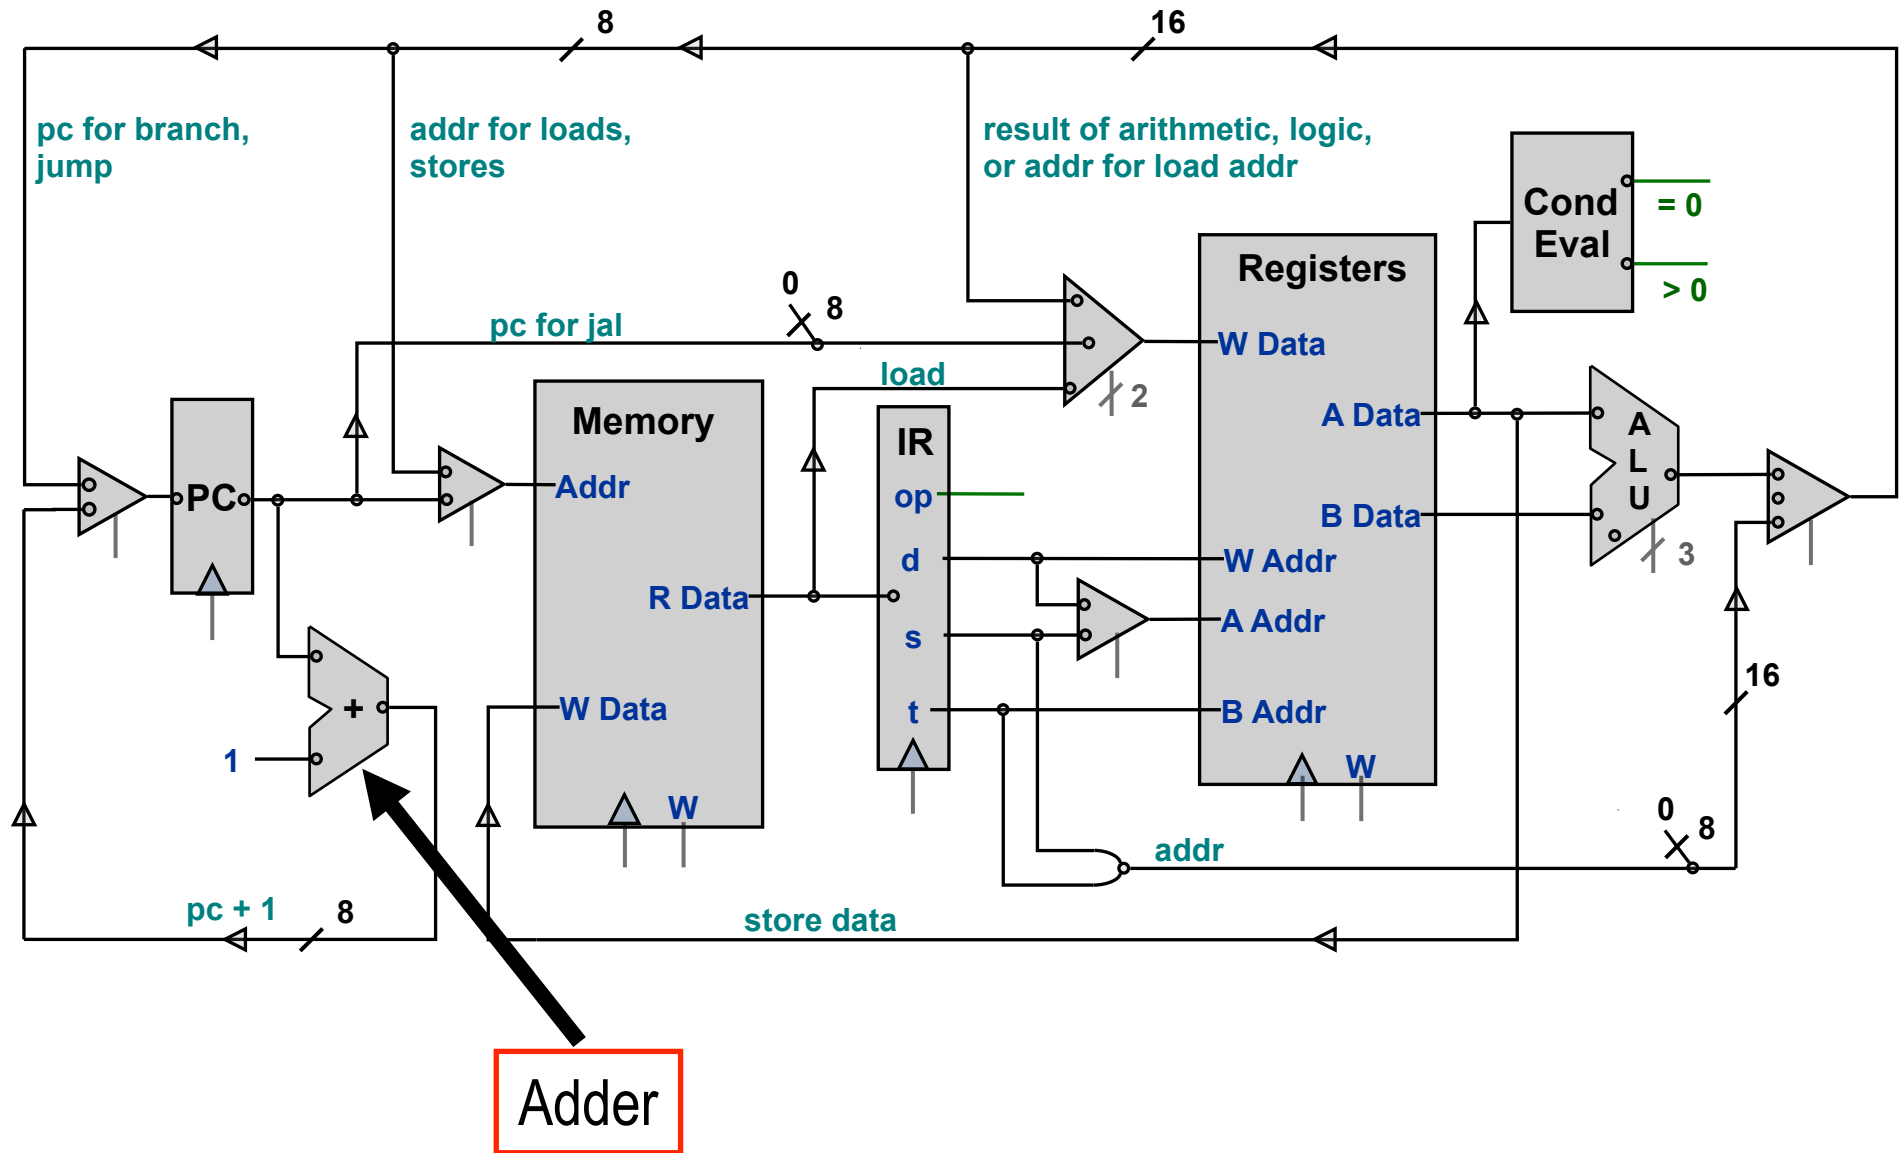 8
16
pc for branch,
jump
addr for loads,
stores
result of arithmetic, logic,
or addr for load addr
Cond
Eval
= 0
> 0
Registers
0
8
pc for jal
W Data
load
2
Memory
IR
A Data
A
L
U
PC
Addr
op
B Data
3
d
W Addr
R Data
s
A Addr
16
+
W Data
t
B Addr
1
W
W
0
8
addr
pc + 1
8
store data
Adder